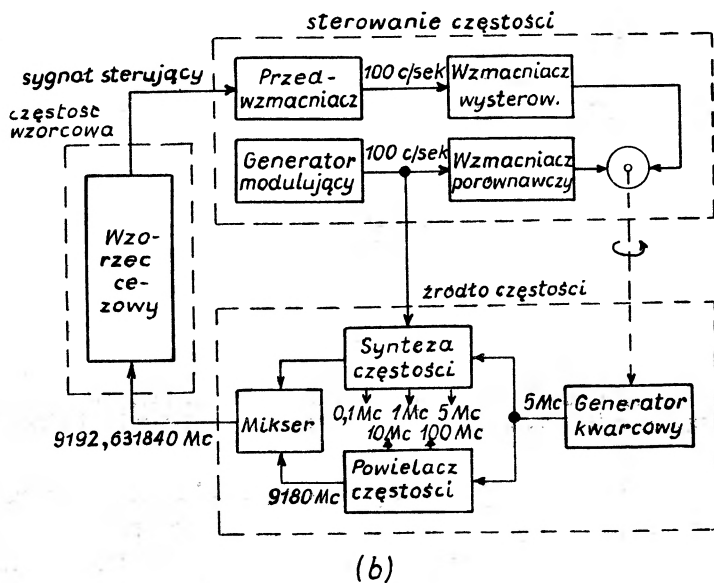 sterowanie częstości
sygnał sterujący
Przed-
wzmacniacz
100 c/sek
Wzmacniacz
wysterow.
częstość
wzorcowa
Generator
modulujący
100 c/sek
Wzmacniacz
porównawczy
Wzo-
rzec
ce-
zowy
źródło częstości
Synteza
częstości
0,1 Mc 1 Mc 5 Mc
10 Mc 100 Mc
5 Mc
Generator
kwarcowy
Mikser
9192,631840 Mc
Powielacz
częstości
9180 Mc
(b)